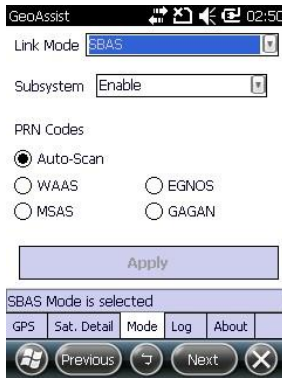 GeoAssist 02:50
Link Mode SBAS
Subsystem Enable
PRN Codes
Auto-Scan
WAAS EGNOS
MSAS GAGAN
Apply
SBAS Mode is selected
GPS Sat. Detail Mode Log About
Previous Next